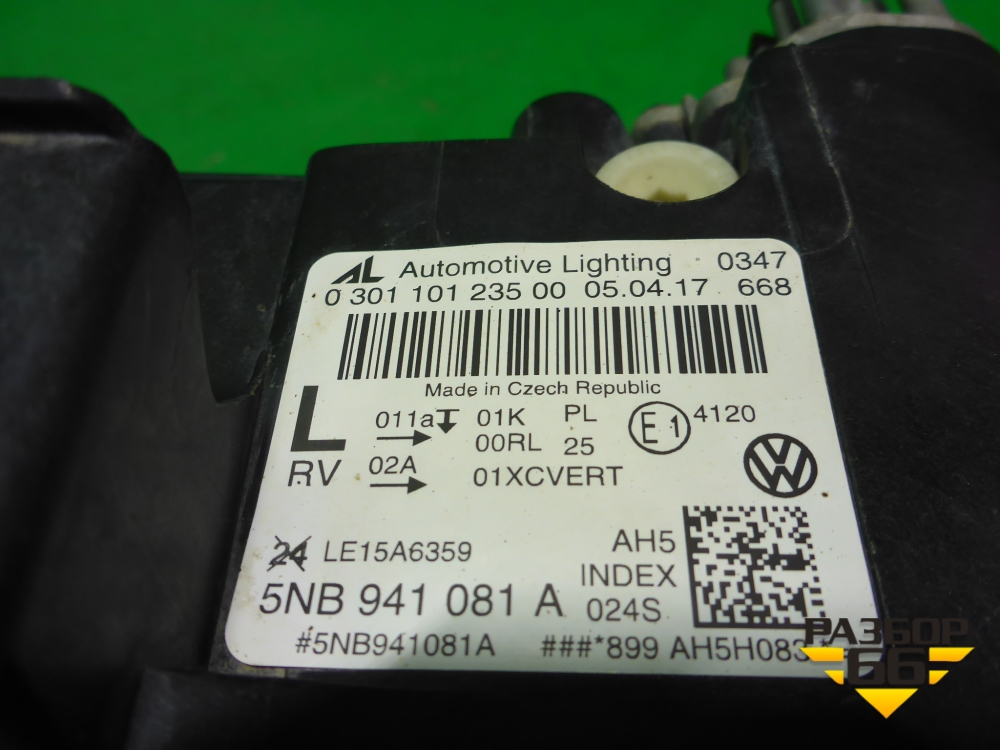 AL Automotive Lighting 0347
0 301 101 235 00 05.04.17 668
Made in Czech Republic
L 011a 01K PL E1 4120
00RL 25
RV 02A 01XCVERT
VW
24 LE15A6359 AH5
INDEX
5NB 941 081 A 024S
#5NB941081A ###*899 AH5H083
РАЗБОР
66